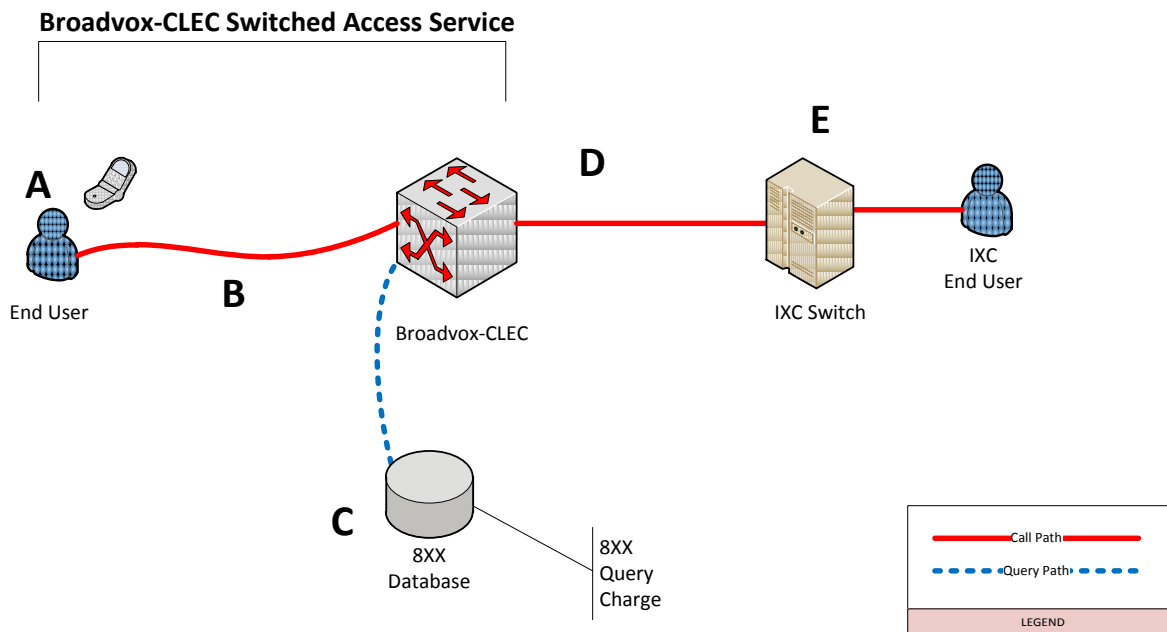 Broadvox-CLEC Switched Access Service
A
B
C
D
E
End User
Broadvox-CLEC
IXC Switch
IXC
End User
8XX
Database
8XX
Query
Charge
Call Path
Query Path
LEGEND